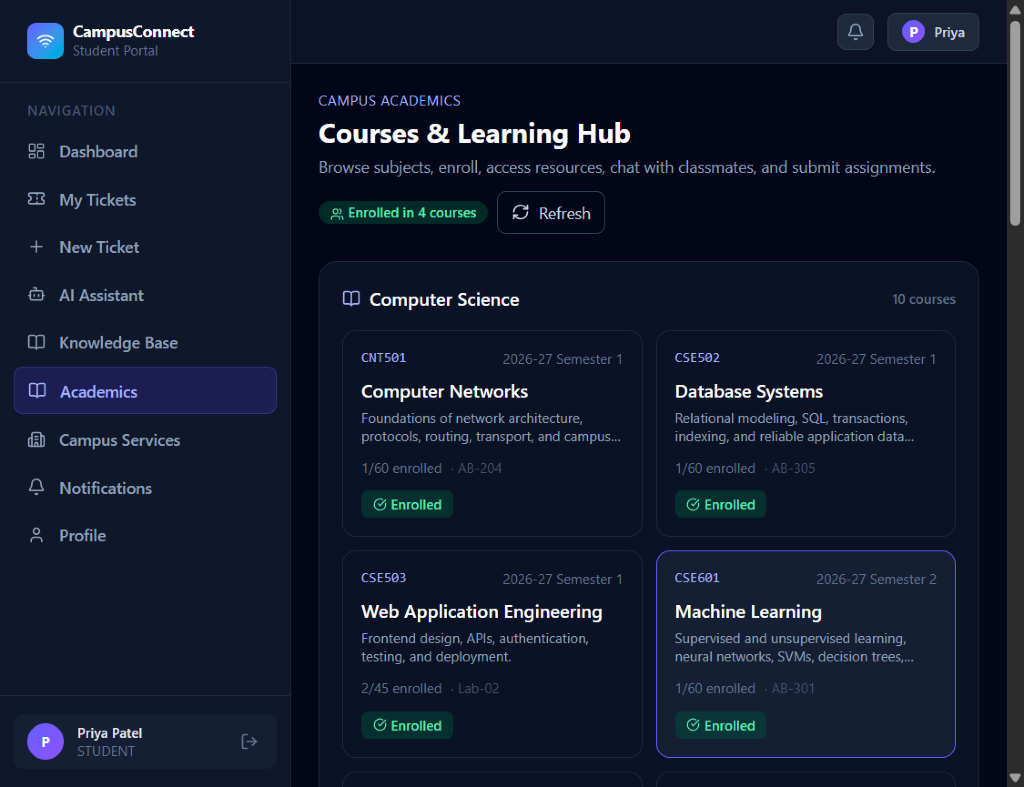 CampusConnect
Student Portal
P Priya
NAVIGATION
Dashboard
My Tickets
New Ticket
AI Assistant
Knowledge Base
Academics
Campus Services
Notifications
Profile
P
Priya Patel
STUDENT
CAMPUS ACADEMICS
Courses & Learning Hub
Browse subjects, enroll, access resources, chat with classmates, and submit assignments.
Enrolled in 4 courses
Refresh
Computer Science
10 courses
CNT501
2026-27 Semester 1
Computer Networks
Foundations of network architecture,
protocols, routing, transport, and campus...
1/60 enrolled · AB-204
Enrolled
CSE502
2026-27 Semester 1
Database Systems
Relational modeling, SQL, transactions,
indexing, and reliable application data...
1/60 enrolled · AB-305
Enrolled
CSE503
2026-27 Semester 1
Web Application Engineering
Frontend design, APIs, authentication,
testing, and deployment.
2/45 enrolled · Lab-02
Enrolled
CSE601
2026-27 Semester 2
Machine Learning
Supervised and unsupervised learning,
neural networks, SVMs, decision trees,...
1/60 enrolled · AB-301
Enrolled